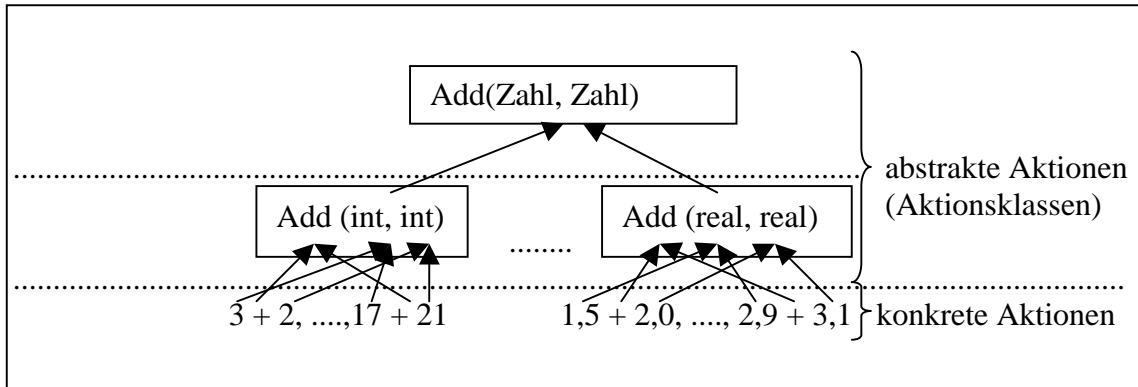 Add(Zahl, Zahl)
abstrakte Aktionen
(Aktionsklassen)
Add (int, int)
........
Add (real, real)
3 + 2, ....,17 + 21
1,5 + 2,0, ...., 2,9 + 3,1
konkrete Aktionen